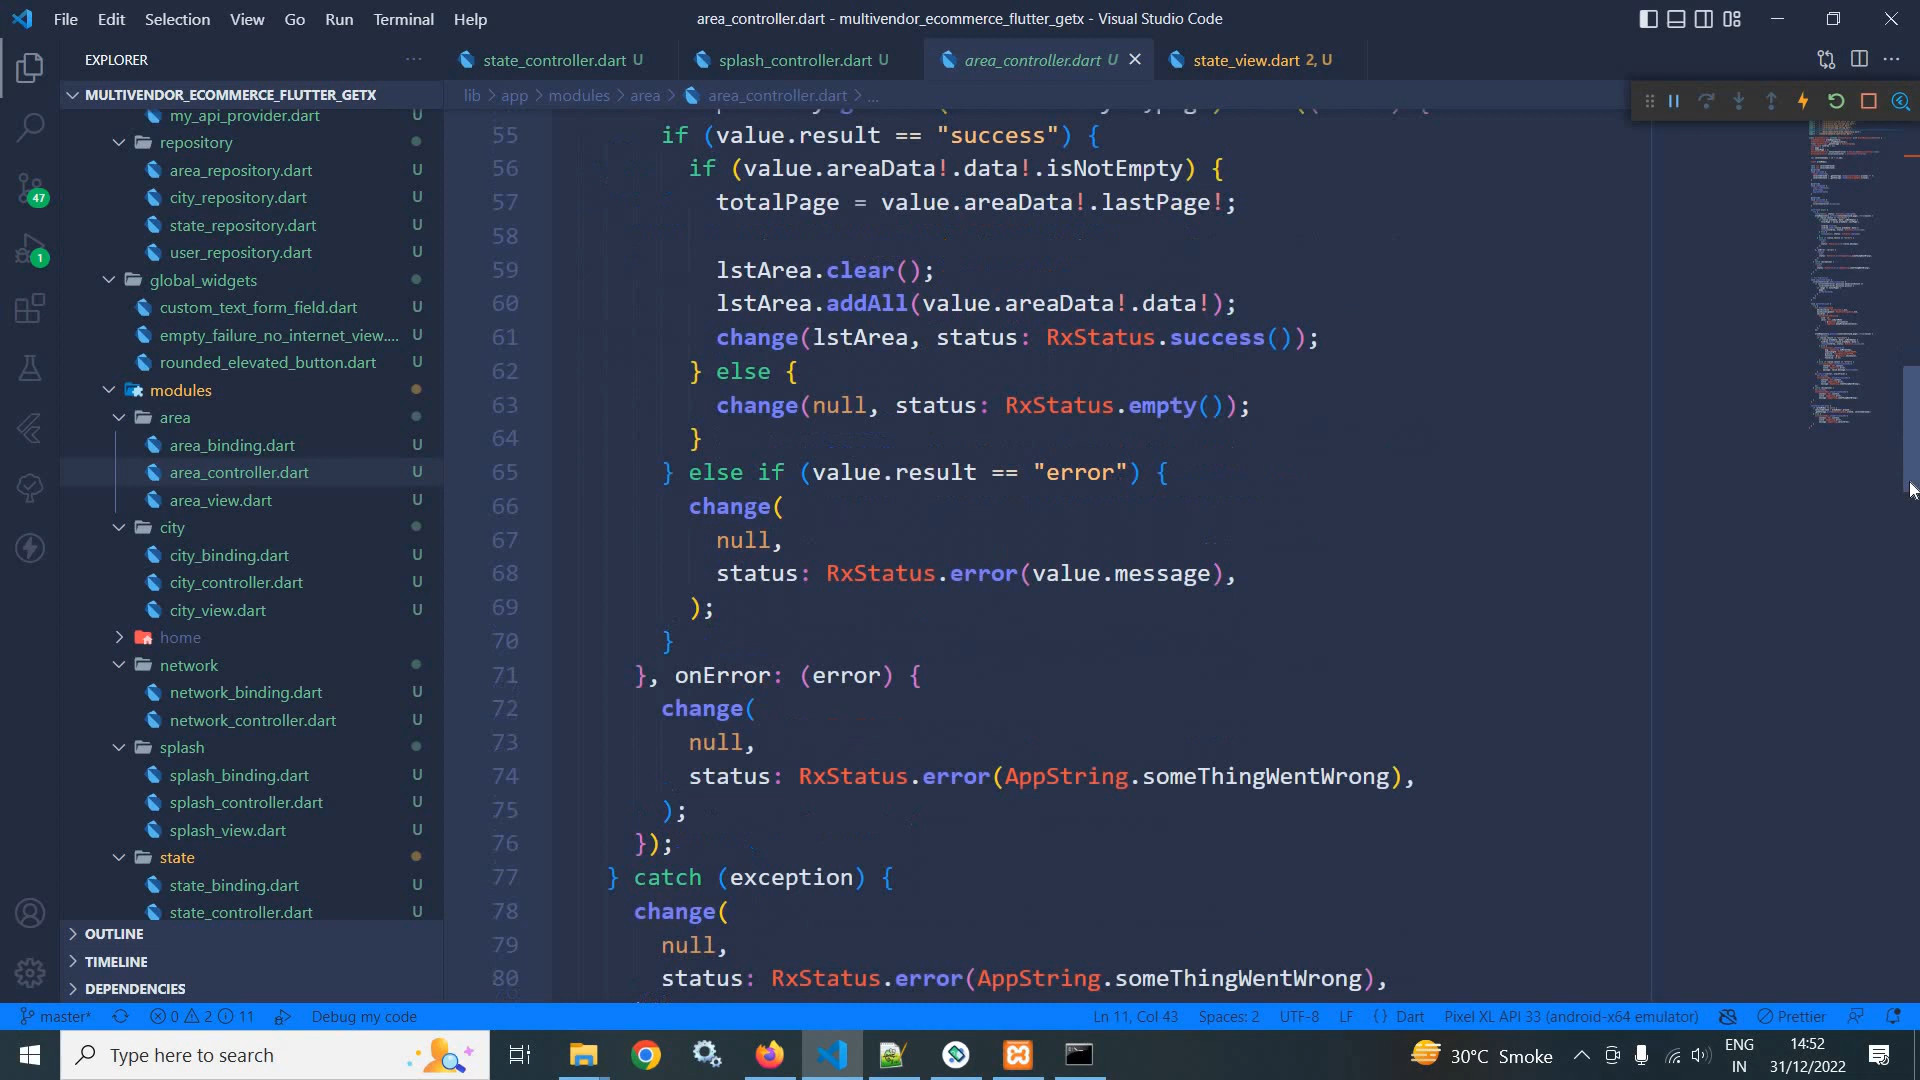 File Edit Selection View Go Run Terminal Help
area_controller.dart - multivendor_ecommerce_flutter_getx - Visual Studio Code
EXPLORER
state_controller.dart U
splash_controller.dart U
area_controller.dart U
state_view.dart 2, U
MULTIVENDOR_ECOMMERCE_FLUTTER_GETX
lib > app > modules > area > area_controller.dart > ...
my_api_provider.dart U
repository
area_repository.dart U
city_repository.dart U
state_repository.dart U
user_repository.dart U
global_widgets
custom_text_form_field.dart U
empty_failure_no_internet_view.... U
rounded_elevated_button.dart U
modules
area
area_binding.dart U
area_controller.dart U
area_view.dart U
city
city_binding.dart U
city_controller.dart U
city_view.dart U
home
network
network_binding.dart U
network_controller.dart U
splash
splash_binding.dart U
splash_controller.dart U
splash_view.dart U
state
state_binding.dart U
state_controller.dart U
OUTLINE
TIMELINE
DEPENDENCIES
47
1
55 if (value.result == "success") {
56 if (value.areaData!.data!.isNotEmpty) {
57 totalPage = value.areaData!.lastPage!;
58
59 lstArea.clear();
60 lstArea.addAll(value.areaData!.data!);
61 change(lstArea, status: RxStatus.success());
62 } else {
63 change(null, status: RxStatus.empty());
64 }
65 } else if (value.result == "error") {
66 change(
67 null,
68 status: RxStatus.error(value.message),
69 );
70 }
71 }, onError: (error) {
72 change(
73 null,
74 status: RxStatus.error(AppString.someThingWentWrong),
75 );
76 });
77 } catch (exception) {
78 change(
79 null,
80 status: RxStatus.error(AppString.someThingWentWrong),
master* 0 2 11 Debug my code
Ln 11, Col 43 Spaces: 2 UTF-8 LF {} Dart Pixel XL API 33 (android-x64 emulator) Prettier
Type here to search
30°C Smoke
ENG
IN
14:52
31/12/2022